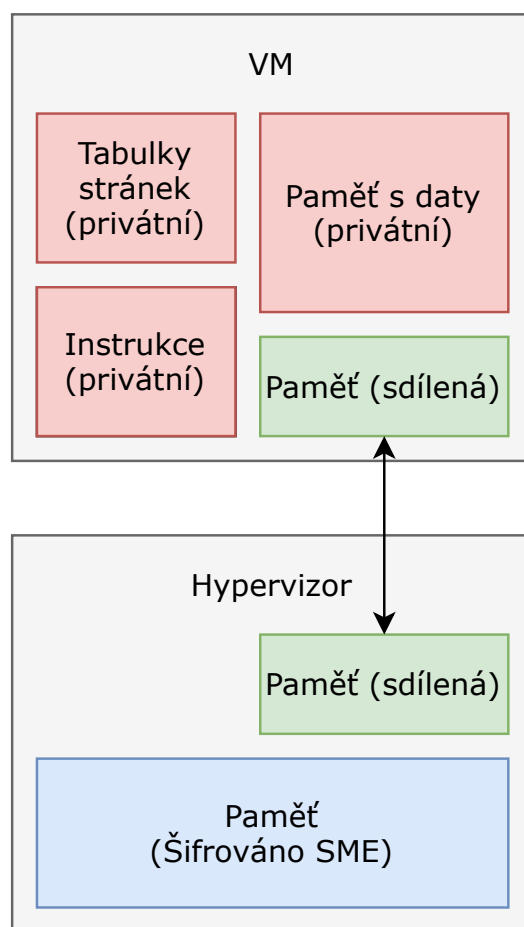 VM
Tabulky
stránek
(privátní)
Paměť s daty
(privátní)
Instrukce
(privátní)
Paměť (sdílená)
Hypervizor
Paměť (sdílená)
Paměť
(Šifrováno SME)